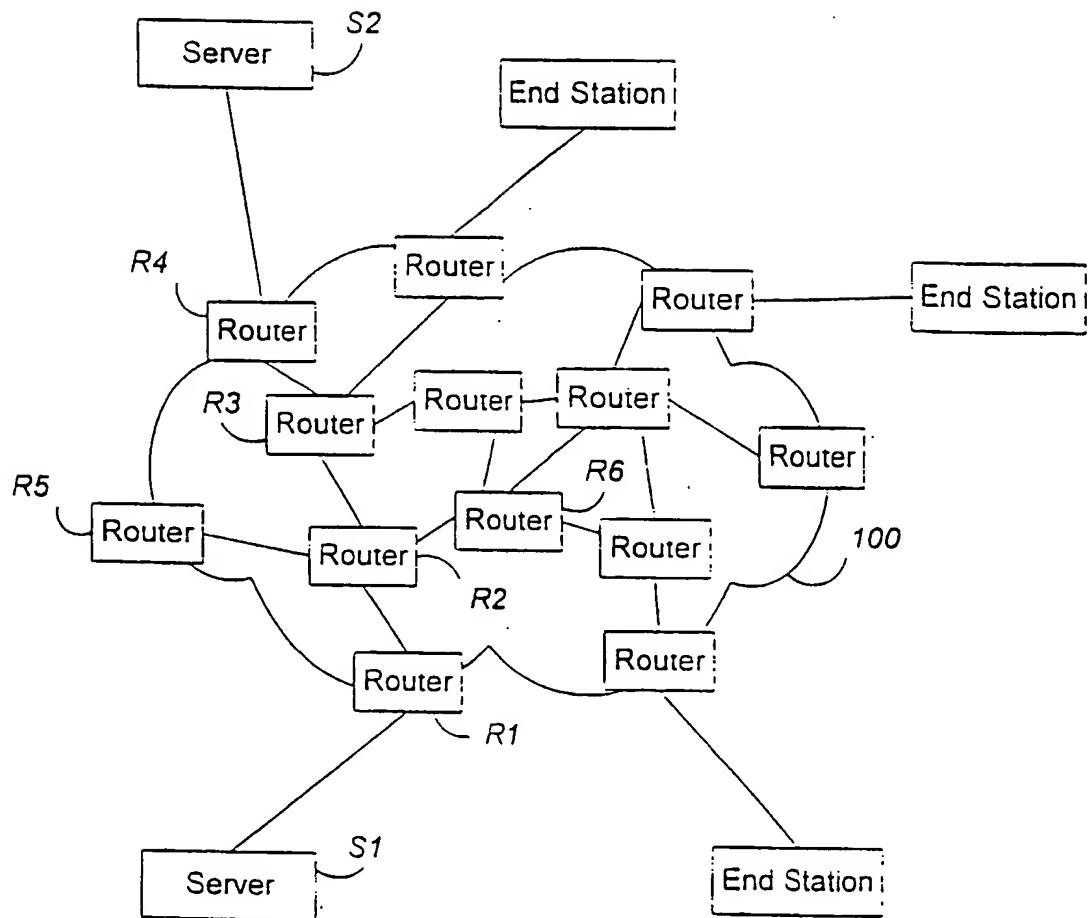 S2
Server
End Station
R4
Router
Router
End Station
Router
R3
Router
Router
Router
Router
R5
R6
Router
Router
Router
Router
100
R2
Router
Router
R1
S1
Server
End Station